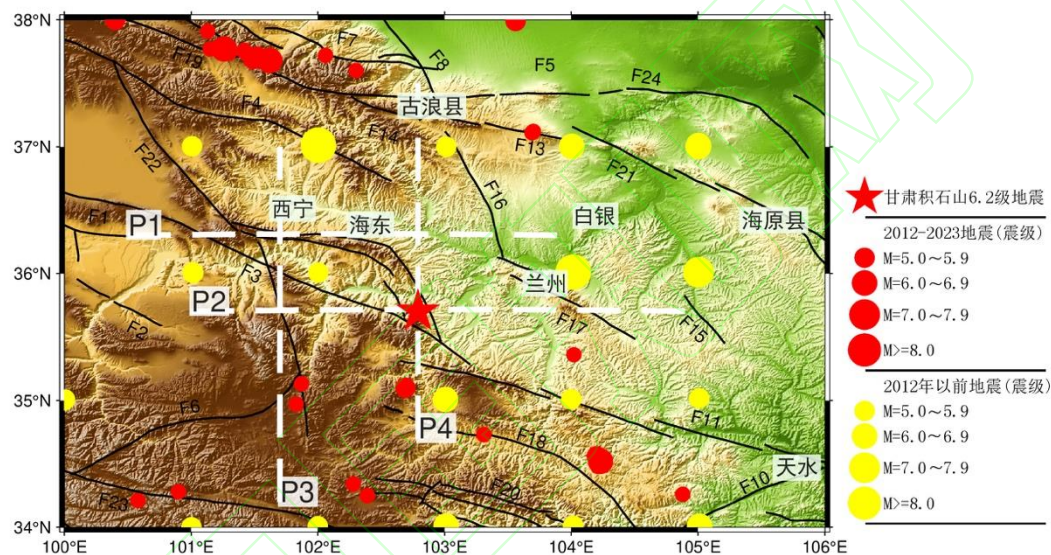 38°N
37°N
36°N
35°N
34°N
100°E
101°E
102°E
103°E
104°E
105°E
106°E
F19
F7
F8
F5
F24
F4
古浪县
F14
F13
F22
F21
F16
西宁
海东
白银
海原县
F1
P1
F3
兰州
P2
F2
F17
F15
F6
P4
F18
F11
天水
P3
F20
F10
F23
甘肃积石山6.2级地震
2012-2023地震(震级)
M=5.0～5.9
M=6.0～6.9
M=7.0～7.9
M>=8.0
2012年以前地震(震级)
M=5.0～5.9
M=6.0～6.9
M=7.0～7.9
M>=8.0